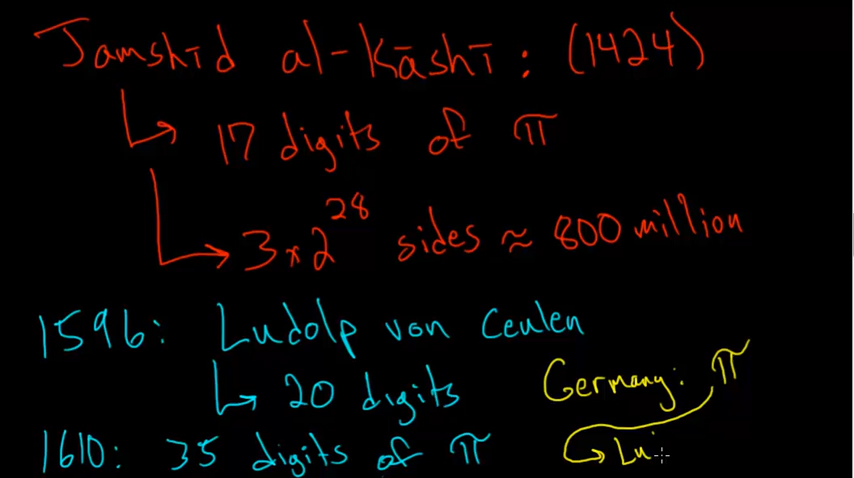 Jamshīd al-Kāshī: (1424)
17 digits of π
3 × 2^28 sides ≈ 800 million
1596: Ludolp von Ceulen
20 digits
Germany: π
1610: 35 digits of π
Lu